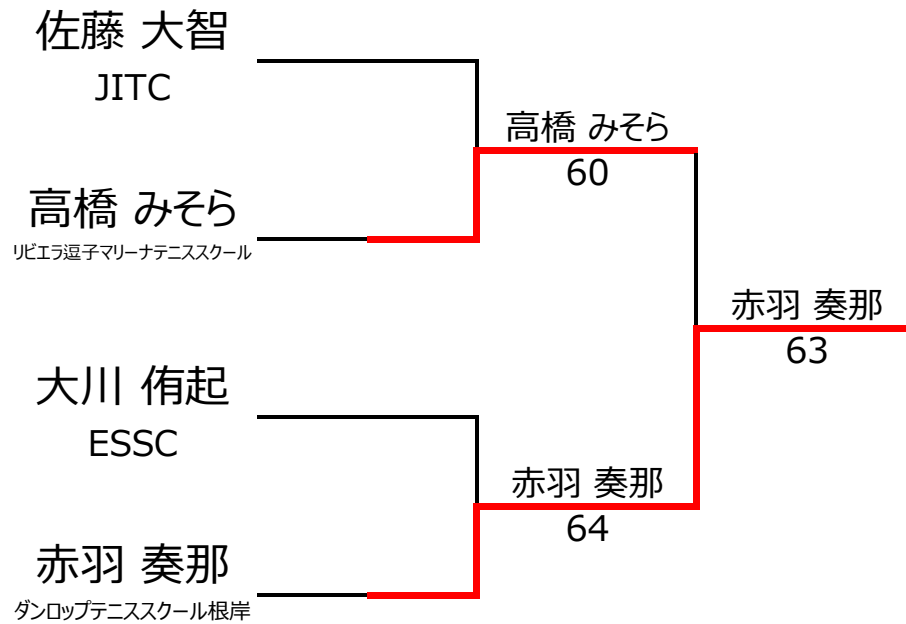 佐藤 大智
JITC
高橋 みそら
60
高橋 みそら
リビエラ逗子マリーナテニススクール
赤羽 奏那
63
大川 侑起
ESSC
赤羽 奏那
64
赤羽 奏那
ダンロップテニススクール根岸